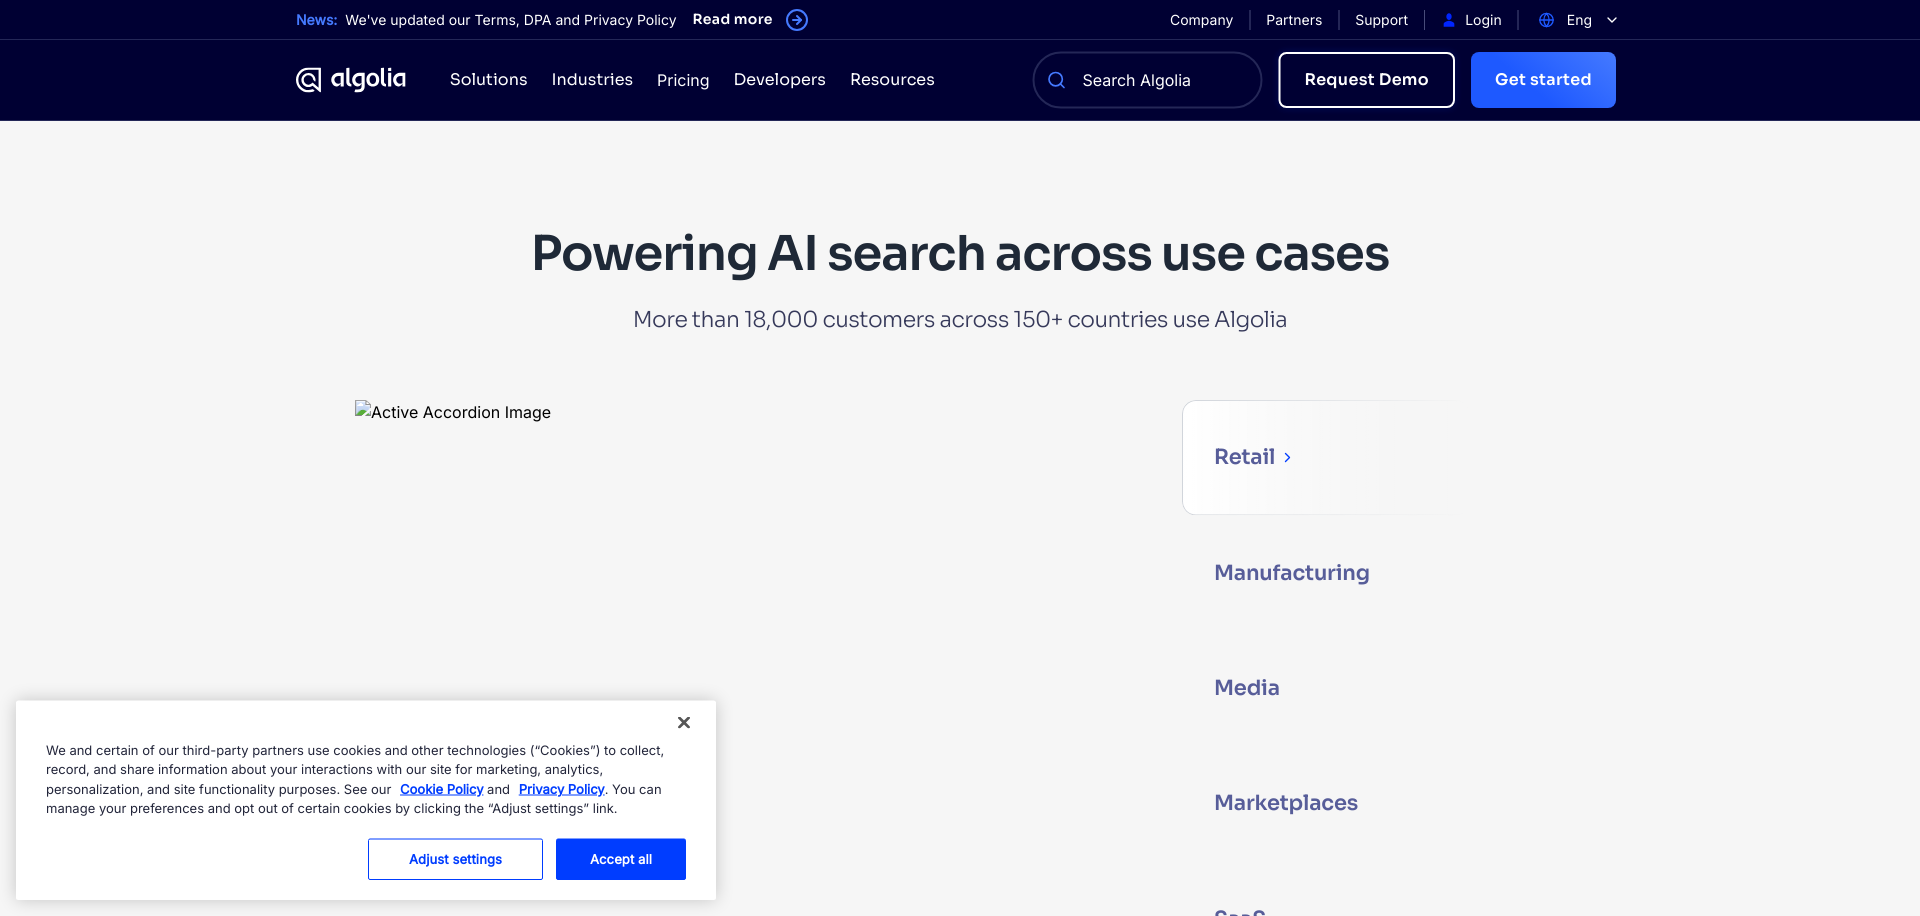 News: We've updated our Terms, DPA and Privacy Policy Read more
Company Partners Support Login Eng
algolia Solutions Industries Pricing Developers Resources Search Algolia Request Demo Get started
Powering AI search across use cases
More than 18,000 customers across 150+ countries use Algolia
Active Accordion Image
Retail
Manufacturing
Media
Marketplaces
SaaS
We and certain of our third-party partners use cookies and other technologies (“Cookies”) to collect,
record, and share information about your interactions with our site for marketing, analytics,
personalization, and site functionality purposes. See our Cookie Policy and Privacy Policy. You can
manage your preferences and opt out of certain cookies by clicking the “Adjust settings” link.
Adjust settings Accept all